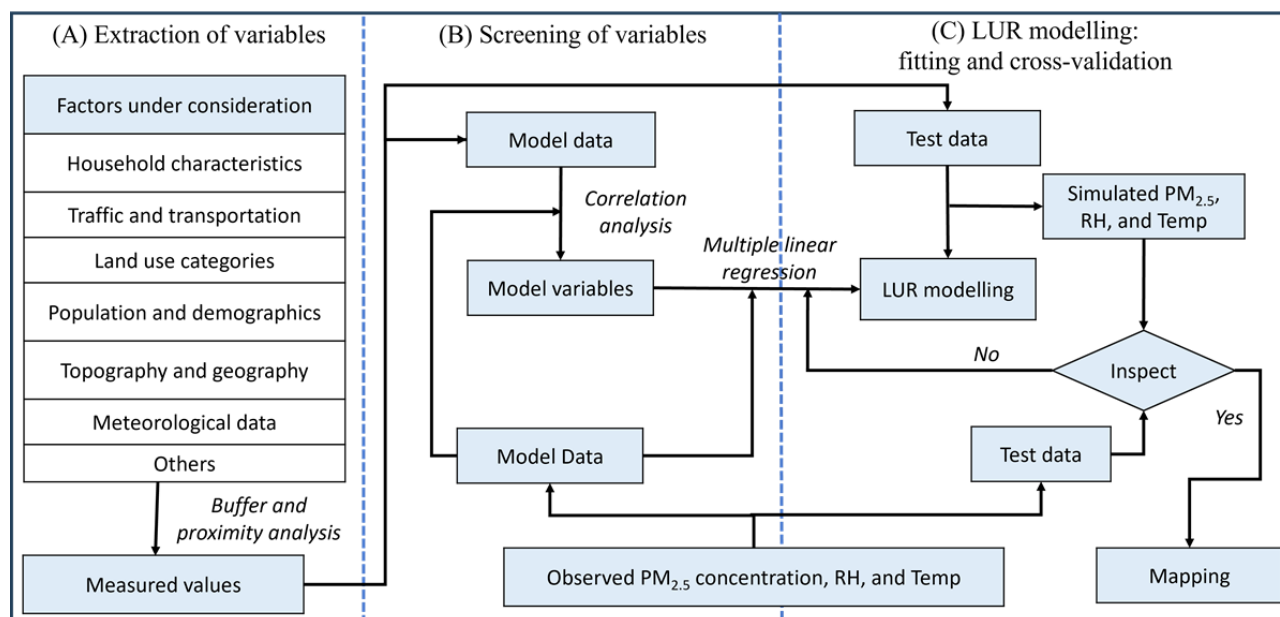 (A) Extraction of variables
Factors under consideration
Household characteristics
Traffic and transportation
Land use categories
Population and demographics
Topography and geography
Meteorological data
Others
Buffer and
proximity analysis
Measured values
(B) Screening of variables
Model data
Correlation
analysis
Model variables
Multiple linear
regression
Model Data
Observed PM2.5 concentration, RH, and Temp
(C) LUR modelling:
fitting and cross-validation
Test data
Simulated PM2.5,
RH, and Temp
LUR modelling
No
Inspect
Yes
Test data
Mapping